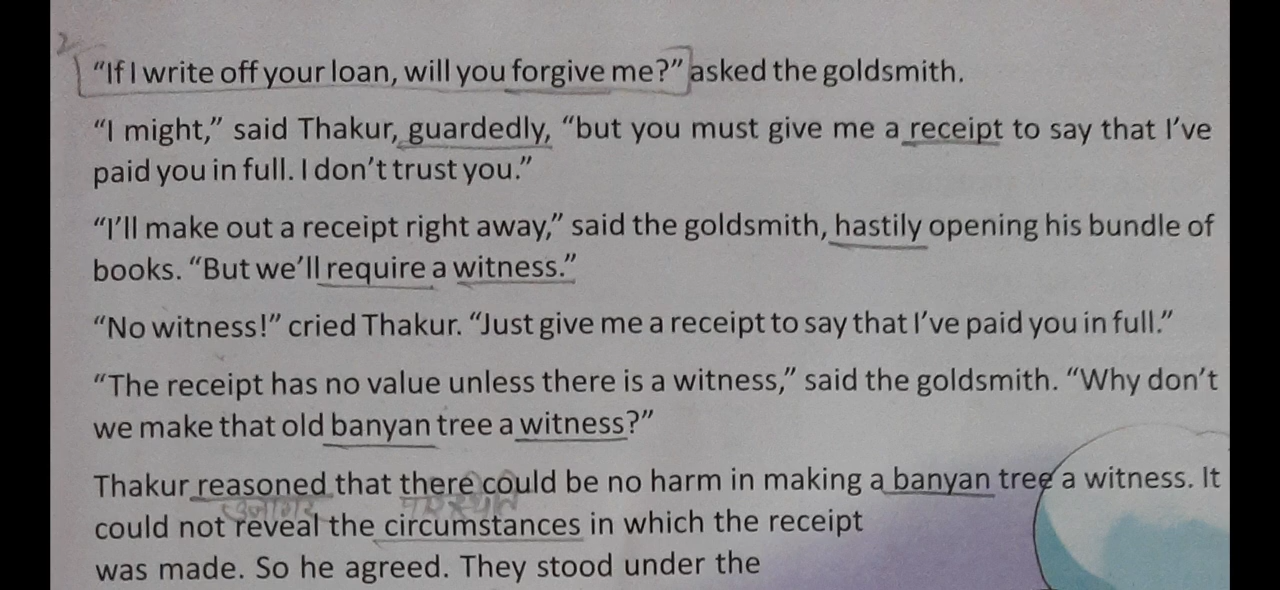 2
“If I write off your loan, will you forgive me?” asked the goldsmith.
“I might,” said Thakur, guardedly, “but you must give me a receipt to say that I’ve
paid you in full. I don’t trust you.”
“I’ll make out a receipt right away,” said the goldsmith, hastily opening his bundle of
books. “But we’ll require a witness.”
“No witness!” cried Thakur. “Just give me a receipt to say that I’ve paid you in full.”
“The receipt has no value unless there is a witness,” said the goldsmith. “Why don’t
we make that old banyan tree a witness?”
Thakur reasoned that there could be no harm in making a banyan tree a witness. It
उजागर
could not reveal the circumstances in which the receipt
was made. So he agreed. They stood under the